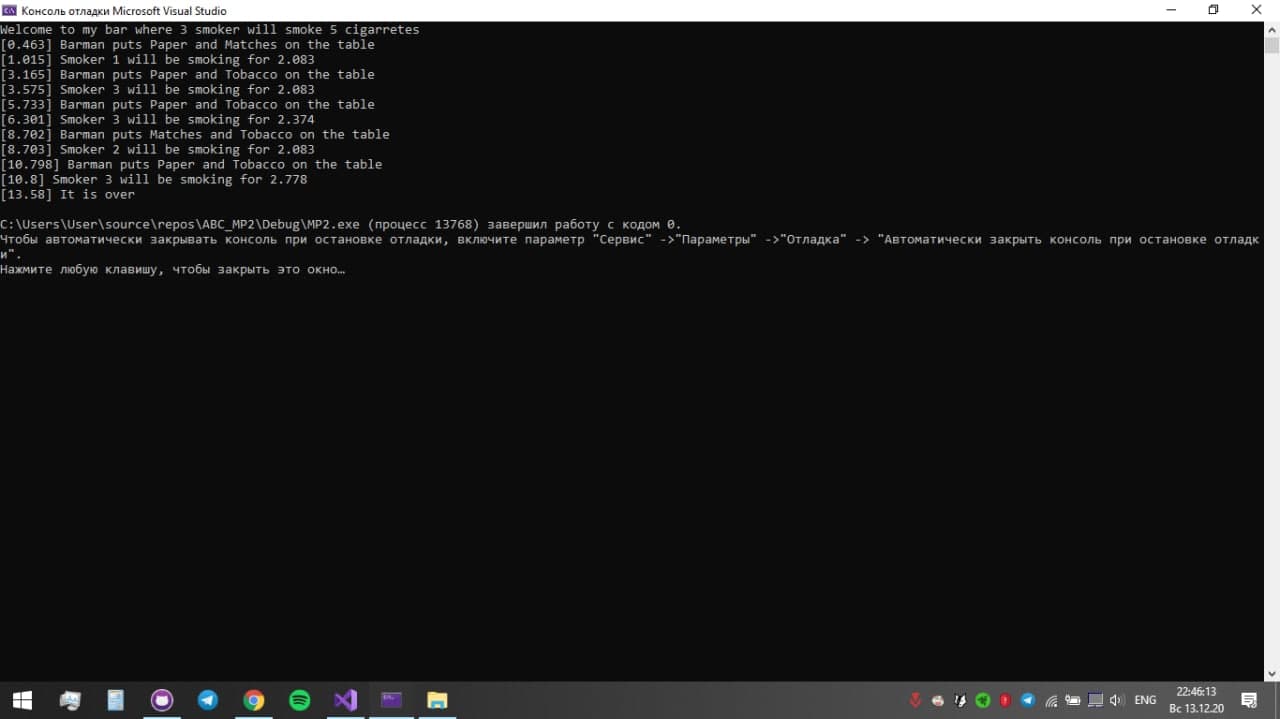 Консоль отладки Microsoft Visual Studio
Welcome to my bar where 3 smoker will smoke 5 cigarretes
[0.463] Barman puts Paper and Matches on the table
[1.015] Smoker 1 will be smoking for 2.083
[3.165] Barman puts Paper and Tobacco on the table
[3.575] Smoker 3 will be smoking for 2.083
[5.733] Barman puts Paper and Tobacco on the table
[6.301] Smoker 3 will be smoking for 2.374
[8.702] Barman puts Matches and Tobacco on the table
[8.703] Smoker 2 will be smoking for 2.083
[10.798] Barman puts Paper and Tobacco on the table
[10.8] Smoker 3 will be smoking for 2.778
[13.58] It is over
C:\Users\User\source\repos\ABC_MP2\Debug\MP2.exe (процесс 13768) завершил работу с кодом 0.
Чтобы автоматически закрывать консоль при остановке отладки, включите параметр "Сервис" ->"Параметры" ->"Отладка" -> "Автоматически закрыть консоль при остановке отладк
и".
Нажмите любую клавишу, чтобы закрыть это окно…
ENG
22:46:13
Вс 13.12.20